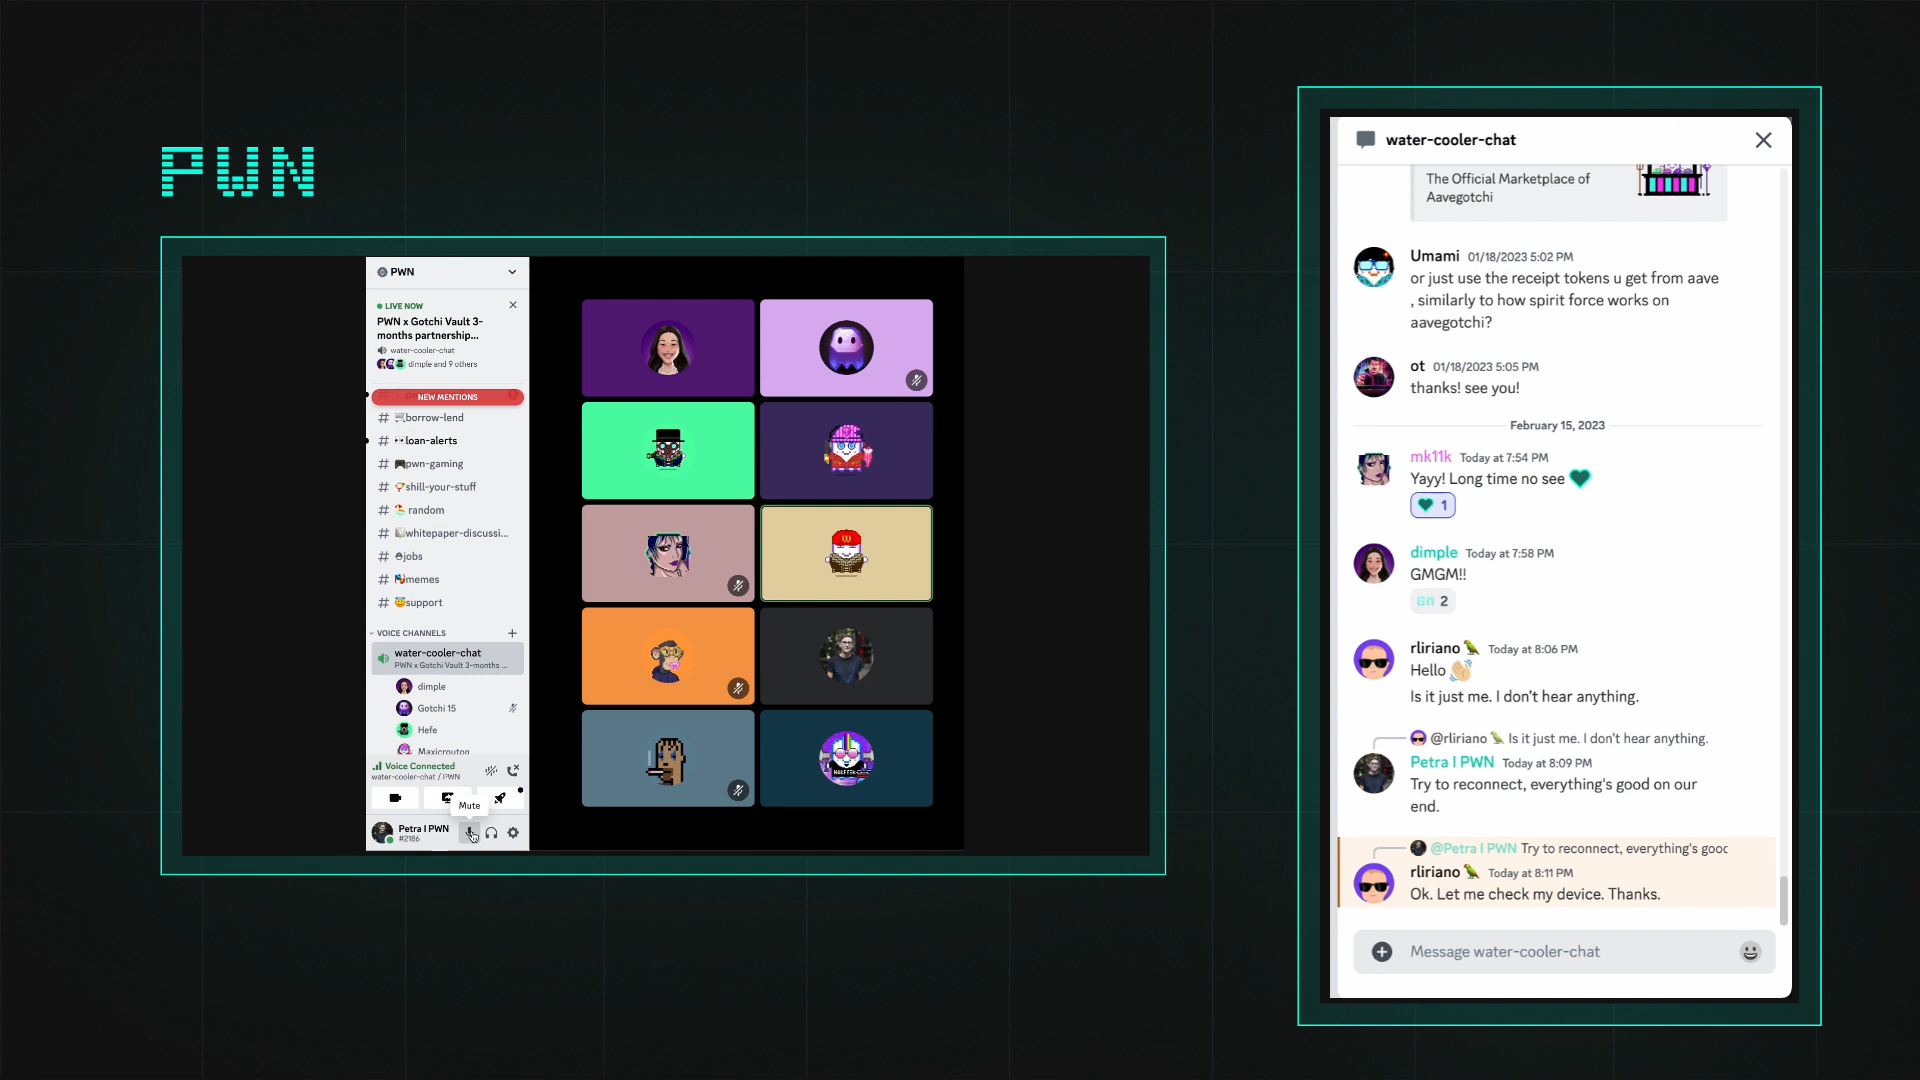 PWN
PWN
LIVE NOW
PWN x Gotchi Vault 3-
months partnership...
water-cooler-chat
dimple and 9 others
NEW MENTIONS
borrow-lend
loan-alerts
pwn-gaming
shill-your-stuff
random
whitepaper-discussi...
jobs
memes
support
VOICE CHANNELS
water-cooler-chat
PWN x Gotchi Vault 3-months ...
dimple
Gotchi 15
Hefe
Maxicrouton
Voice Connected
water-cooler-chat / PWN
Mute
Petra I PWN
#2186
water-cooler-chat
The Official Marketplace of
Aavegotchi
Umami 01/18/2023 5:02 PM
or just use the receipt tokens u get from aave
, similarly to how spirit force works on
aavegotchi?
ot 01/18/2023 5:05 PM
thanks! see you!
February 15, 2023
mk11k Today at 7:54 PM
Yayy! Long time no see
1
dimple Today at 7:58 PM
GMGM!!
GM 2
rliriano Today at 8:06 PM
Hello
Is it just me. I don't hear anything.
@rliriano Is it just me. I don't hear anything.
Petra I PWN Today at 8:09 PM
Try to reconnect, everything's good on our
end.
@Petra I PWN Try to reconnect, everything's good
rliriano Today at 8:11 PM
Ok. Let me check my device. Thanks.
Message water-cooler-chat